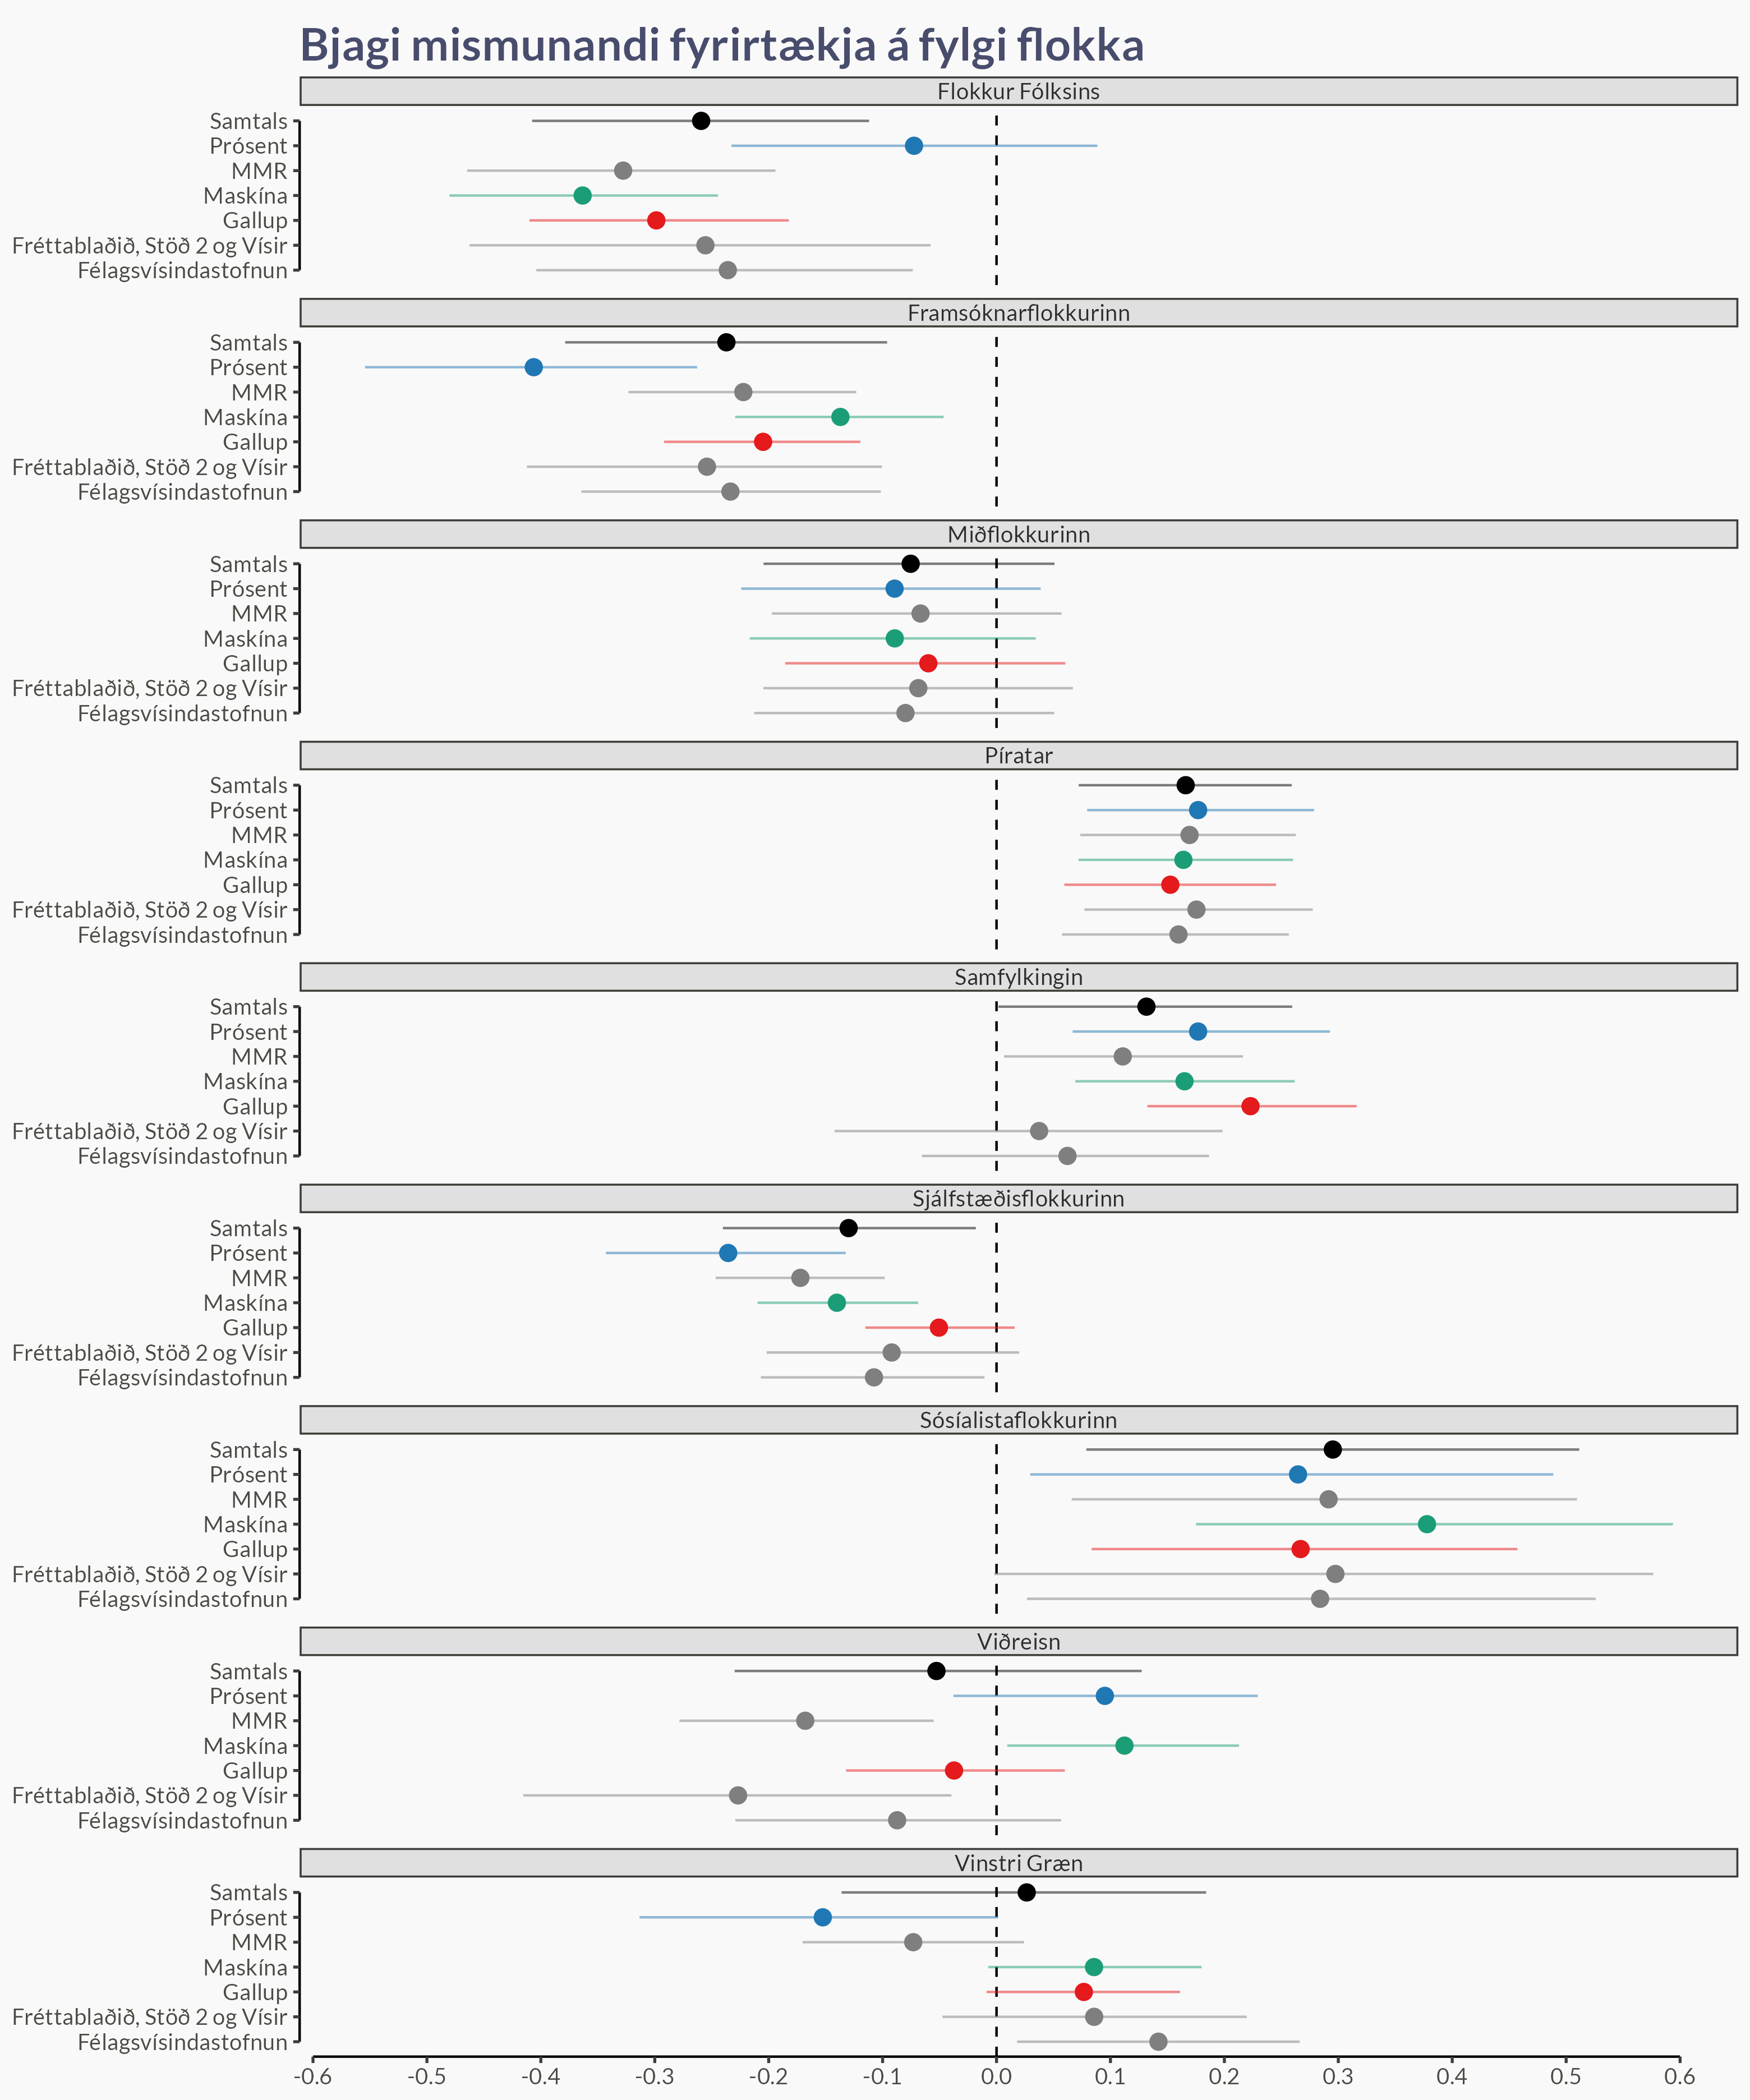 Bjagi mismunandi fyrirtækja á fylgi flokka
Flokkur Fólksins
Samtals
Prósent
MMR
Maskína
Gallup
Fréttablaðið, Stöð 2 og Vísir
Félagsvísindastofnun
Framsóknarflokkurinn
Samtals
Prósent
MMR
Maskína
Gallup
Fréttablaðið, Stöð 2 og Vísir
Félagsvísindastofnun
Miðflokkurinn
Samtals
Prósent
MMR
Maskína
Gallup
Fréttablaðið, Stöð 2 og Vísir
Félagsvísindastofnun
Píratar
Samtals
Prósent
MMR
Maskína
Gallup
Fréttablaðið, Stöð 2 og Vísir
Félagsvísindastofnun
Samfylkingin
Samtals
Prósent
MMR
Maskína
Gallup
Fréttablaðið, Stöð 2 og Vísir
Félagsvísindastofnun
Sjálfstæðisflokkurinn
Samtals
Prósent
MMR
Maskína
Gallup
Fréttablaðið, Stöð 2 og Vísir
Félagsvísindastofnun
Sósíalistaflokkurinn
Samtals
Prósent
MMR
Maskína
Gallup
Fréttablaðið, Stöð 2 og Vísir
Félagsvísindastofnun
Viðreisn
Samtals
Prósent
MMR
Maskína
Gallup
Fréttablaðið, Stöð 2 og Vísir
Félagsvísindastofnun
Vinstri Græn
Samtals
Prósent
MMR
Maskína
Gallup
Fréttablaðið, Stöð 2 og Vísir
Félagsvísindastofnun
-0.6 -0.5 -0.4 -0.3 -0.2 -0.1 0.0 0.1 0.2 0.3 0.4 0.5 0.6